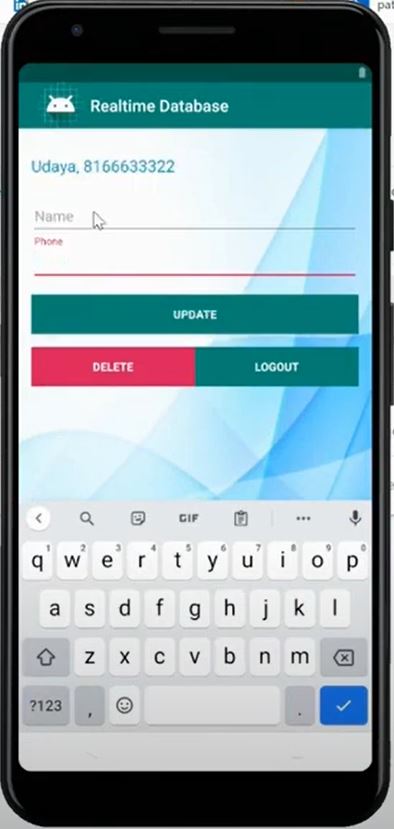 pat
Realtime Database
Udaya, 8166633322
Name
Phone
UPDATE
DELETE LOGOUT
GIF
q1 w2 e3 r4 t5 y6 u7 i8 o9 p0
a s d f g h j k l
z x c v b n m
?123 , .